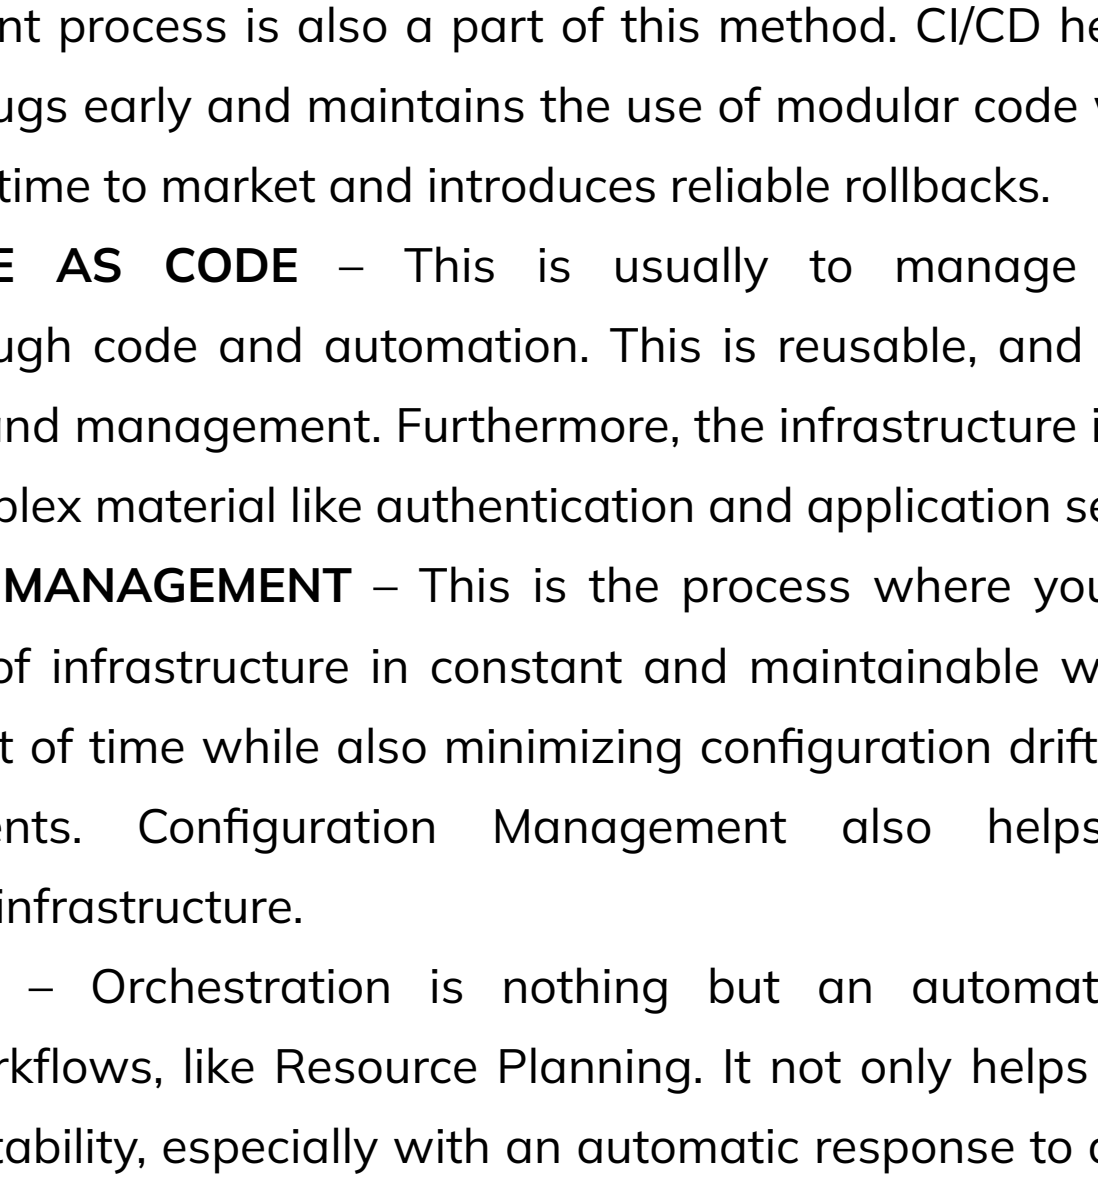 nt process is also a part of this method. CI/CD he
ugs early and maintains the use of modular code
time to market and introduces reliable rollbacks.
E AS CODE – This is usually to manage
ugh code and automation. This is reusable, and
and management. Furthermore, the infrastructure i
plex material like authentication and application se
MANAGEMENT – This is the process where you
of infrastructure in constant and maintainable w
t of time while also minimizing configuration drift
ents. Configuration Management also helps
infrastructure.
– Orchestration is nothing but an automat
rkflows, like Resource Planning. It not only helps
tability, especially with an automatic response to